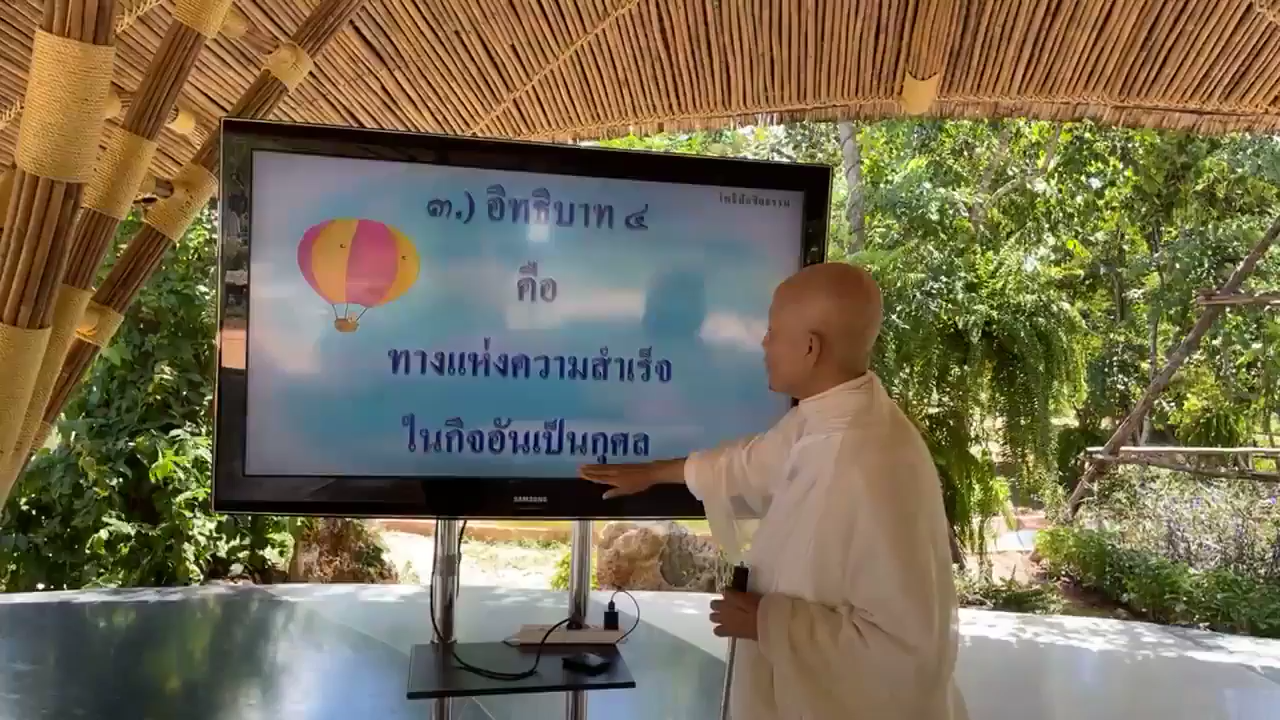 ๓.) อิทธิบาท ๔
คือ
ทางแห่งความสำเร็จ
ในกิจอันเป็นกุศล
SAMSUNG